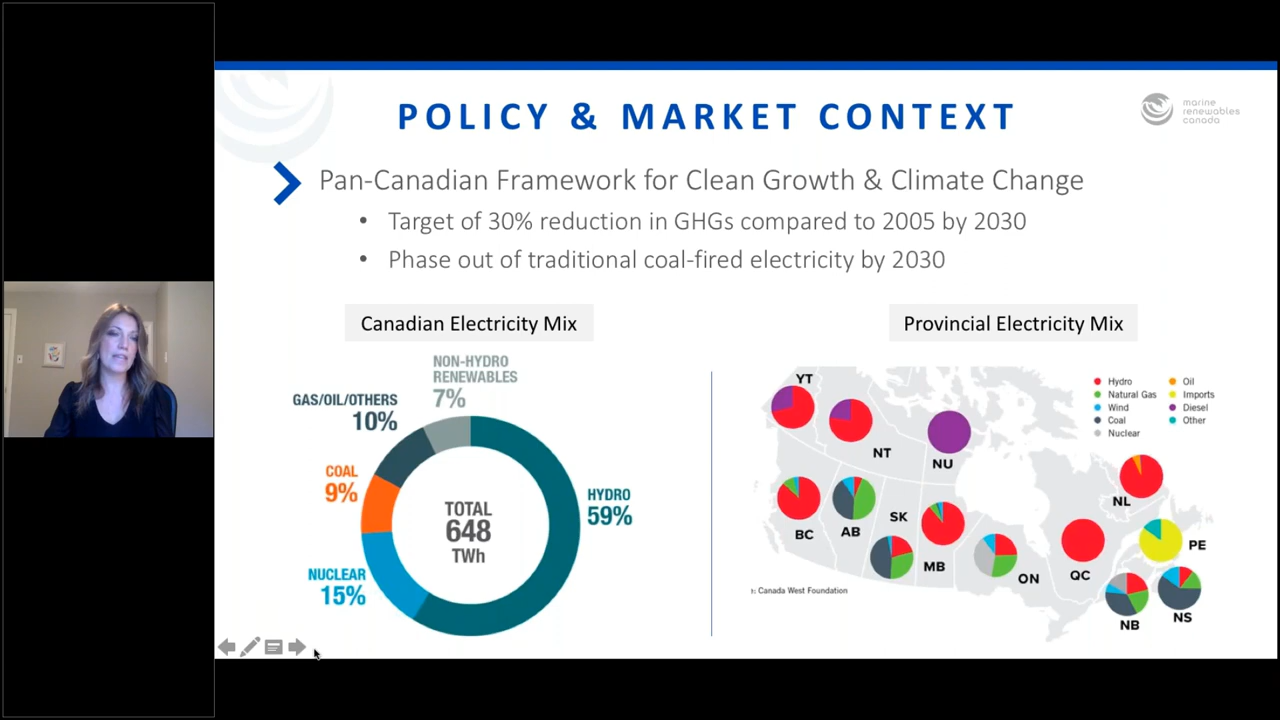 POLICY & MARKET CONTEXT
marine
renewables
canada
Pan-Canadian Framework for Clean Growth & Climate Change
• Target of 30% reduction in GHGs compared to 2005 by 2030
• Phase out of traditional coal-fired electricity by 2030
Canadian Electricity Mix
NON-HYDRO
RENEWABLES
7%
GAS/OIL/OTHERS
10%
COAL
9%
NUCLEAR
15%
HYDRO
59%
TOTAL
648
TWh
Provincial Electricity Mix
Hydro
Natural Gas
Wind
Coal
Nuclear
Oil
Imports
Diesel
Other
YT
NT
NU
BC
AB
SK
MB
ON
QC
NL
PE
NB
NS
: Canada West Foundation